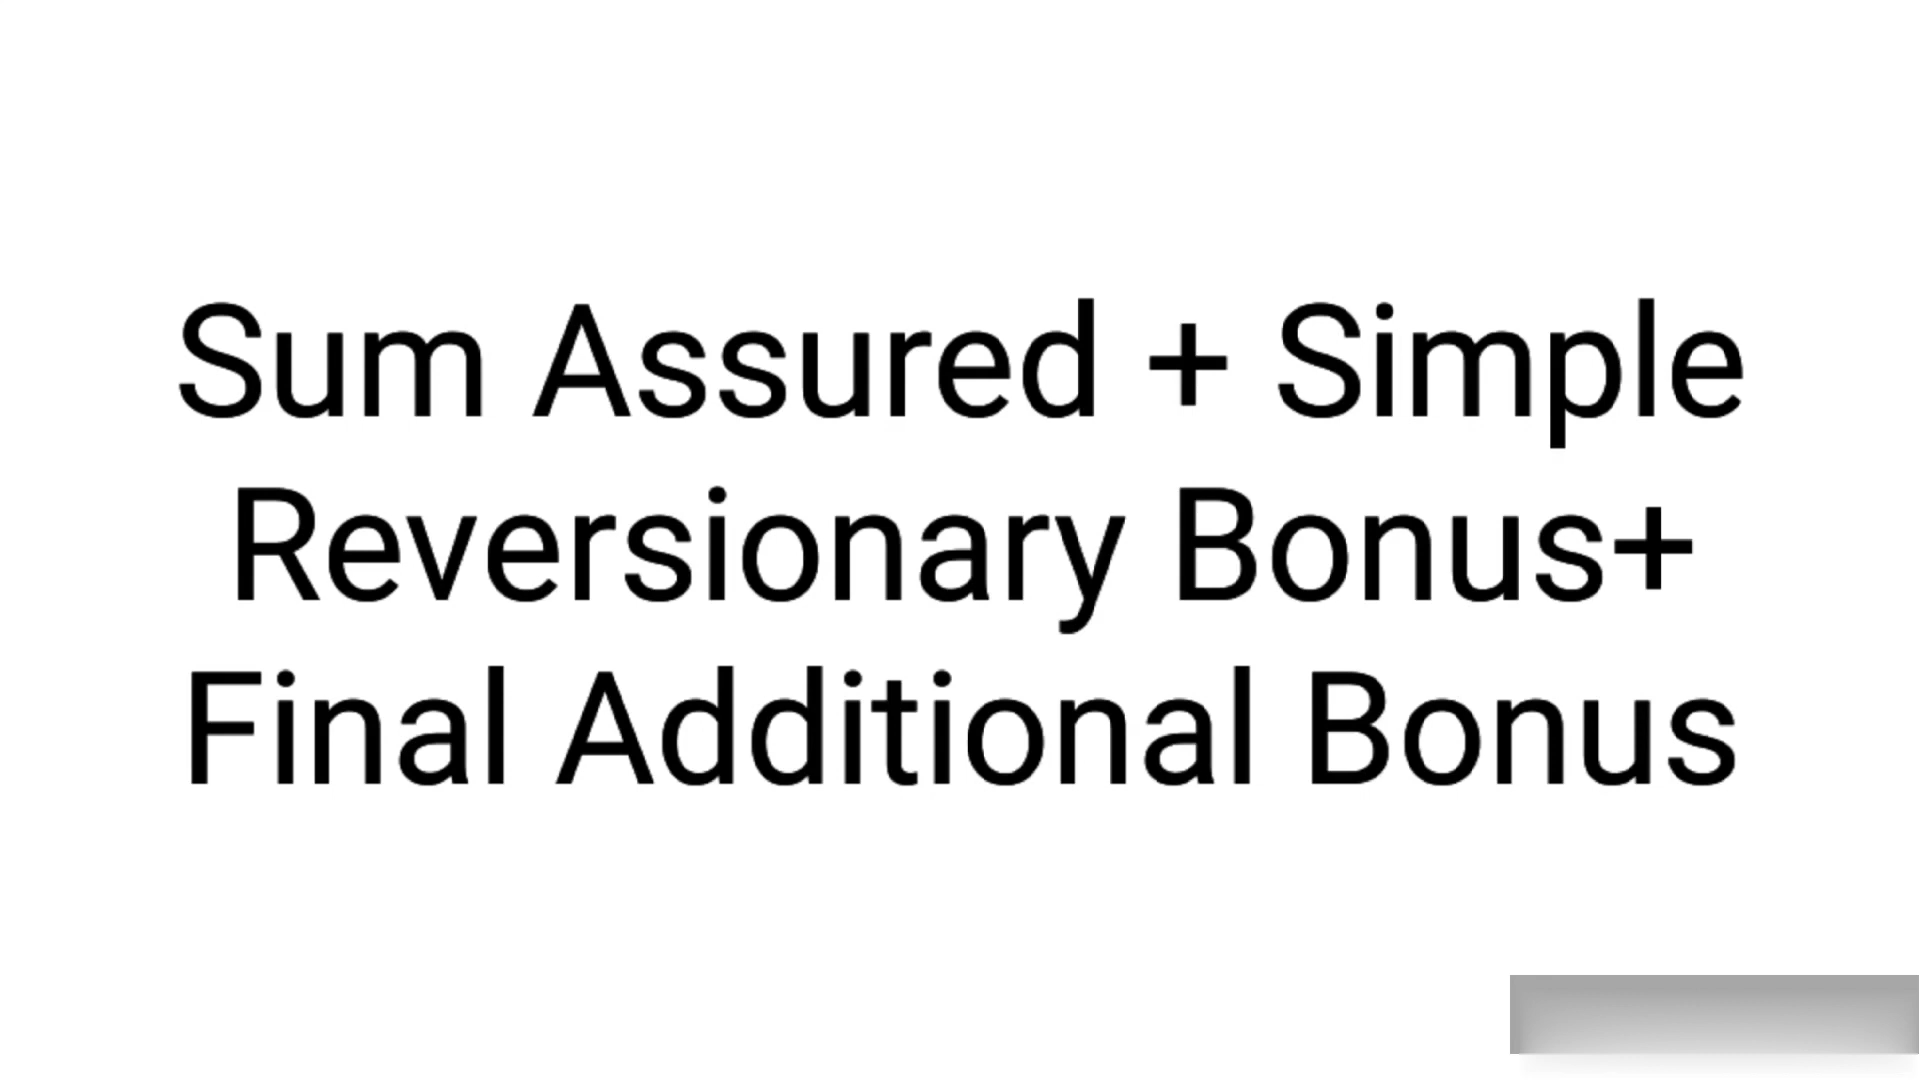 Sum Assured + Simple
Reversionary Bonus+
Final Additional Bonus